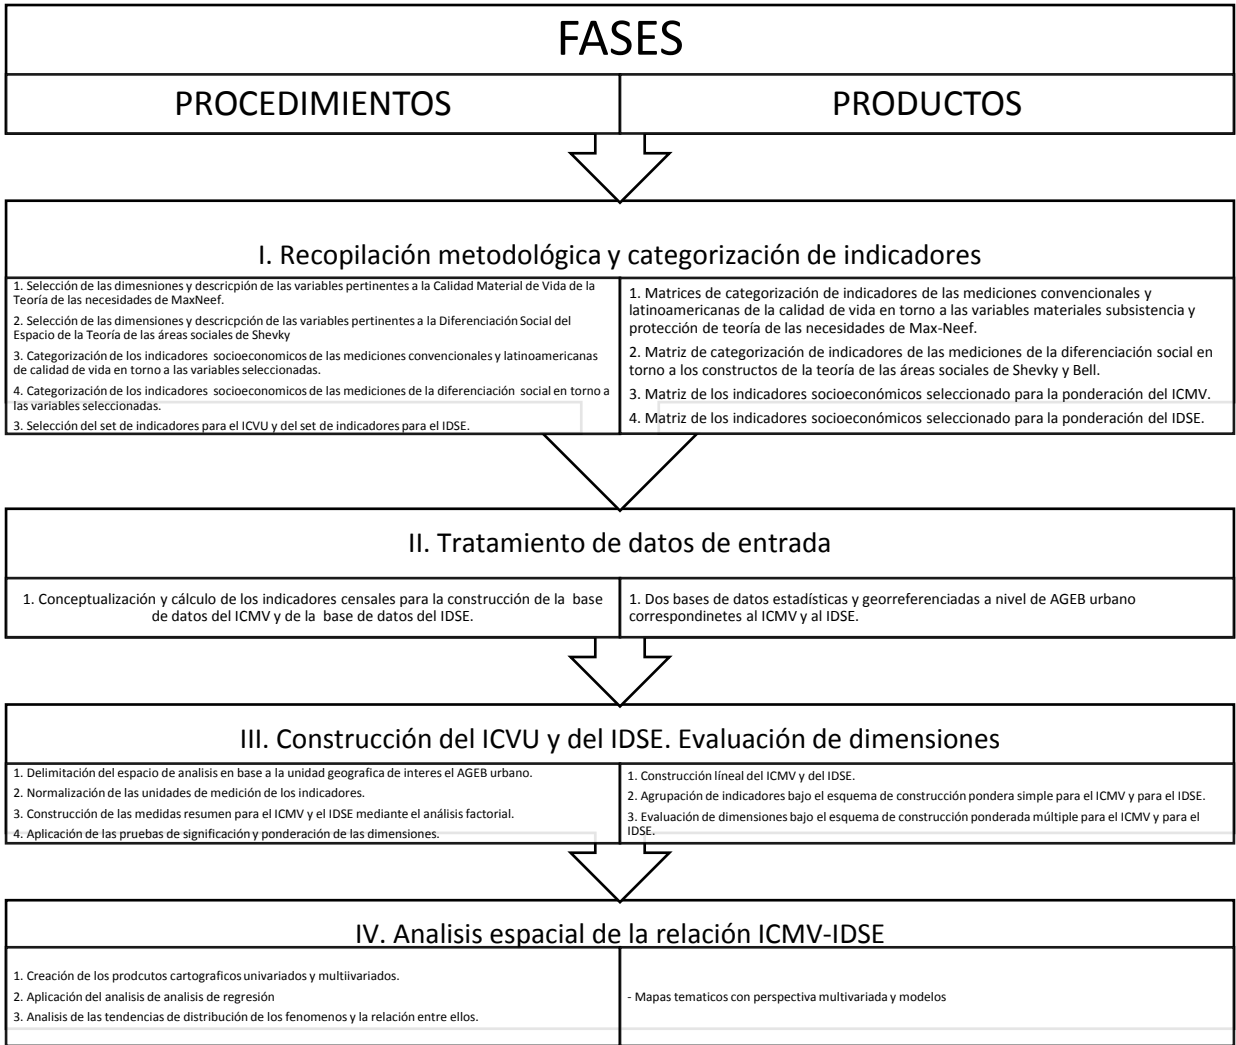 FASES
PROCEDIMIENTOS
PRODUCTOS
I. Recopilación metodológica y categorización de indicadores
1. Selección de las dimesniones y descricpión de las variables pertinentes a la Calidad Material de Vida de la
Teoría de las necesidades de MaxNeef.
2. Selección de las dimensiones y descricpción de las variables pertinentes a la Diferenciación Social del
Espacio de la Teoría de las áreas sociales de Shevky
3. Categorización de los indicadores socioeconomicos de las mediciones convencionales y latinoamericanas
de calidad de vida en torno a las variables seleccionadas.
4. Categorización de los indicadores socioeconomicos de las mediciones de la diferenciación social en torno a
las variables seleccionadas.
3. Selección del set de indicadores para el ICVU y del set de indicadores para el IDSE.
1. Matrices de categorización de indicadores de las mediciones convencionales y
latinoamericanas de la calidad de vida en torno a las variables materiales subsistencia y
protección de teoría de las necesidades de Max-Neef.
2. Matriz de categorización de indicadores de las mediciones de la diferenciación social en
torno a los constructos de la teoría de las áreas sociales de Shevky y Bell.
3. Matriz de los indicadores socioeconómicos seleccionado para la ponderación del ICMV.
4. Matriz de los indicadores socioeconómicos seleccionado para la ponderación del IDSE.
II. Tratamiento de datos de entrada
1. Conceptualización y cálculo de los indicadores censales para la construcción de la base
de datos del ICMV y de la base de datos del IDSE.
1. Dos bases de datos estadísticas y georreferenciadas a nivel de AGEB urbano
correspondinetes al ICMV y al IDSE.
III. Construcción del ICVU y del IDSE. Evaluación de dimensiones
1. Delimitación del espacio de analisis en base a la unidad geografica de interes el AGEB urbano.
2. Normalización de las unidades de medición de los indicadores.
3. Construcción de las medidas resumen para el ICMV y el IDSE mediante el análisis factorial.
4. Aplicación de las pruebas de significación y ponderación de las dimensiones.
1. Construcción líneal del ICMV y del IDSE.
2. Agrupación de indicadores bajo el esquema de construcción pondera simple para el ICMV y para el IDSE.
3. Evaluación de dimensiones bajo el esquema de construcción ponderada múltiple para el ICMV y para el
IDSE.
IV. Analisis espacial de la relación ICMV-IDSE
1. Creación de los prodcutos cartograficos univariados y multiivariados.
2. Aplicación del analisis de analisis de regresión
3. Analisis de las tendencias de distribución de los fenomenos y la relación entre ellos.
- Mapas tematicos con perspectiva multivariada y modelos